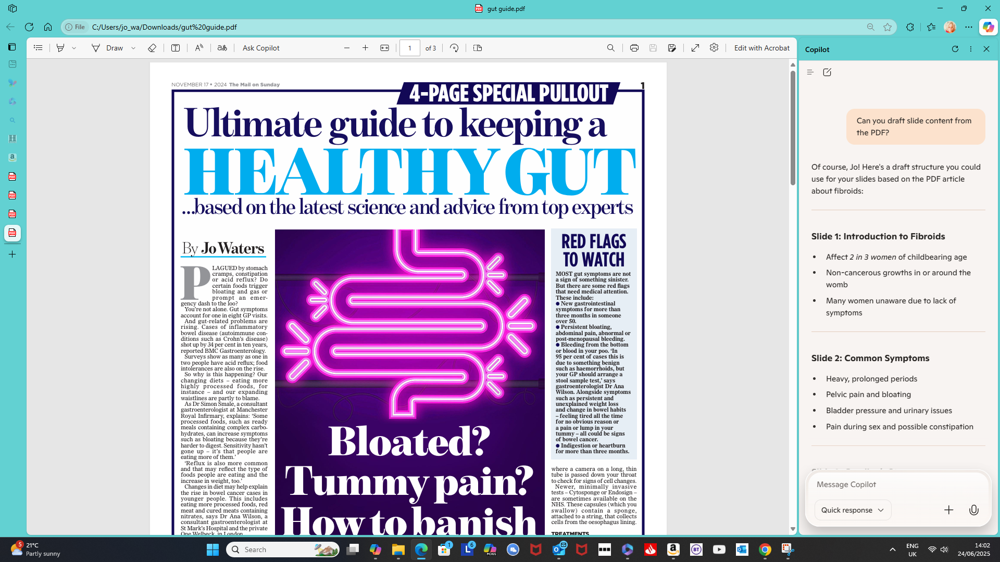 gut guide.pdf
File
C:/Users/jo_wa/Downloads/gut%20guide.pdf
Draw
Ask Copilot
1
of 3
Edit with Acrobat
NOVEMBER 17 • 2024 The Mail on Sunday
1
4-PAGE SPECIAL PULLOUT
Ultimate guide to keeping a
HEALTHY GUT
...based on the latest science and advice from top experts
By Jo Waters
PLAGUED by stomach
cramps, constipation
or acid reflux? Do
certain foods trigger
bloating and gas or
prompt an emer-
gency dash to the loo?
You're not alone. Gut symptoms
account for one in eight GP visits.
And gut-related problems are
rising. Cases of inflammatory
bowel disease (autoimmune con-
ditions such as Crohn's disease)
shot up by 34 per cent in ten years,
reported BMC Gastroenterology.
Surveys show as many as one in
two people have acid reflux; food
intolerances are also on the rise.
So why is this happening? Our
changing diets – eating more
highly processed foods, for
instance – and our expanding
waistlines are partly to blame.
As Dr Simon Smale, a consultant
gastroenterologist at Manchester
Royal Infirmary, explains: 'Some
processed foods, such as ready
meals containing complex carbo-
hydrates, can increase symptoms
such as bloating because they're
harder to digest. Sensitivity hasn't
gone up – it's that people are
eating more of them.'
'Reflux is also more common
and that may reflect the type of
foods people are eating and the
increase in weight, too.'
Changes in diet may help explain
the rise in bowel cancer cases in
younger people. This includes
eating more processed foods, red
meat and cured meats containing
nitrates, says Dr Ana Wilson, a
consultant gastroenterologist at
St Mark's Hospital and the private
One Welbeck, in London.
Bloated?
Tummy pain?
How to banish
RED FLAGS
TO WATCH
MOST gut symptoms are not
a sign of something sinister.
But there are some red flags
that need medical attention.
These include:
● New gastrointestinal
symptoms for more than
three months in someone
over 50.
● Persistent bloating,
abdominal pain, abnormal or
post-menopausal bleeding.
● Bleeding from the bottom
or blood in your poo. 'In
95 per cent of cases this is
due to something benign
such as haemorrhoids, but
your GP should arrange a
stool sample test,' says
gastroenterologist Dr Ana
Wilson. Alongside symptoms
such as persistent and
unexplained weight loss
and change in bowel habits
– feeling tired all the time
for no obvious reason or
a pain or lump in your
tummy – all could be signs
of bowel cancer.
● Indigestion or heartburn
for more than three months.
where a camera on a long, thin
tube is passed down your throat
to check for signs of cell changes.
Newer, minimally invasive
tests – Cytosponge or Endosign –
are sometimes available on the
NHS. These capsules (which you
swallow) contain a sponge,
attached to a string, that collects
cells from the oesophagus lining.
TREATMENTS
Copilot
Can you draft slide content from
the PDF?
Of course, Jo! Here's a draft structure you could
use for your slides based on the PDF article
about fibroids:
Slide 1: Introduction to Fibroids
• Affect 2 in 3 women of childbearing age
• Non-cancerous growths in or around the
womb
• Many women unaware due to lack of
symptoms
Slide 2: Common Symptoms
• Heavy, prolonged periods
• Pelvic pain and bloating
• Bladder pressure and urinary issues
• Pain during sex and possible constipation
Message Copilot
Quick response
5
21°C
Partly sunny
Search
1
6
M365
BT
ENG
UK
14:02
24/06/2025